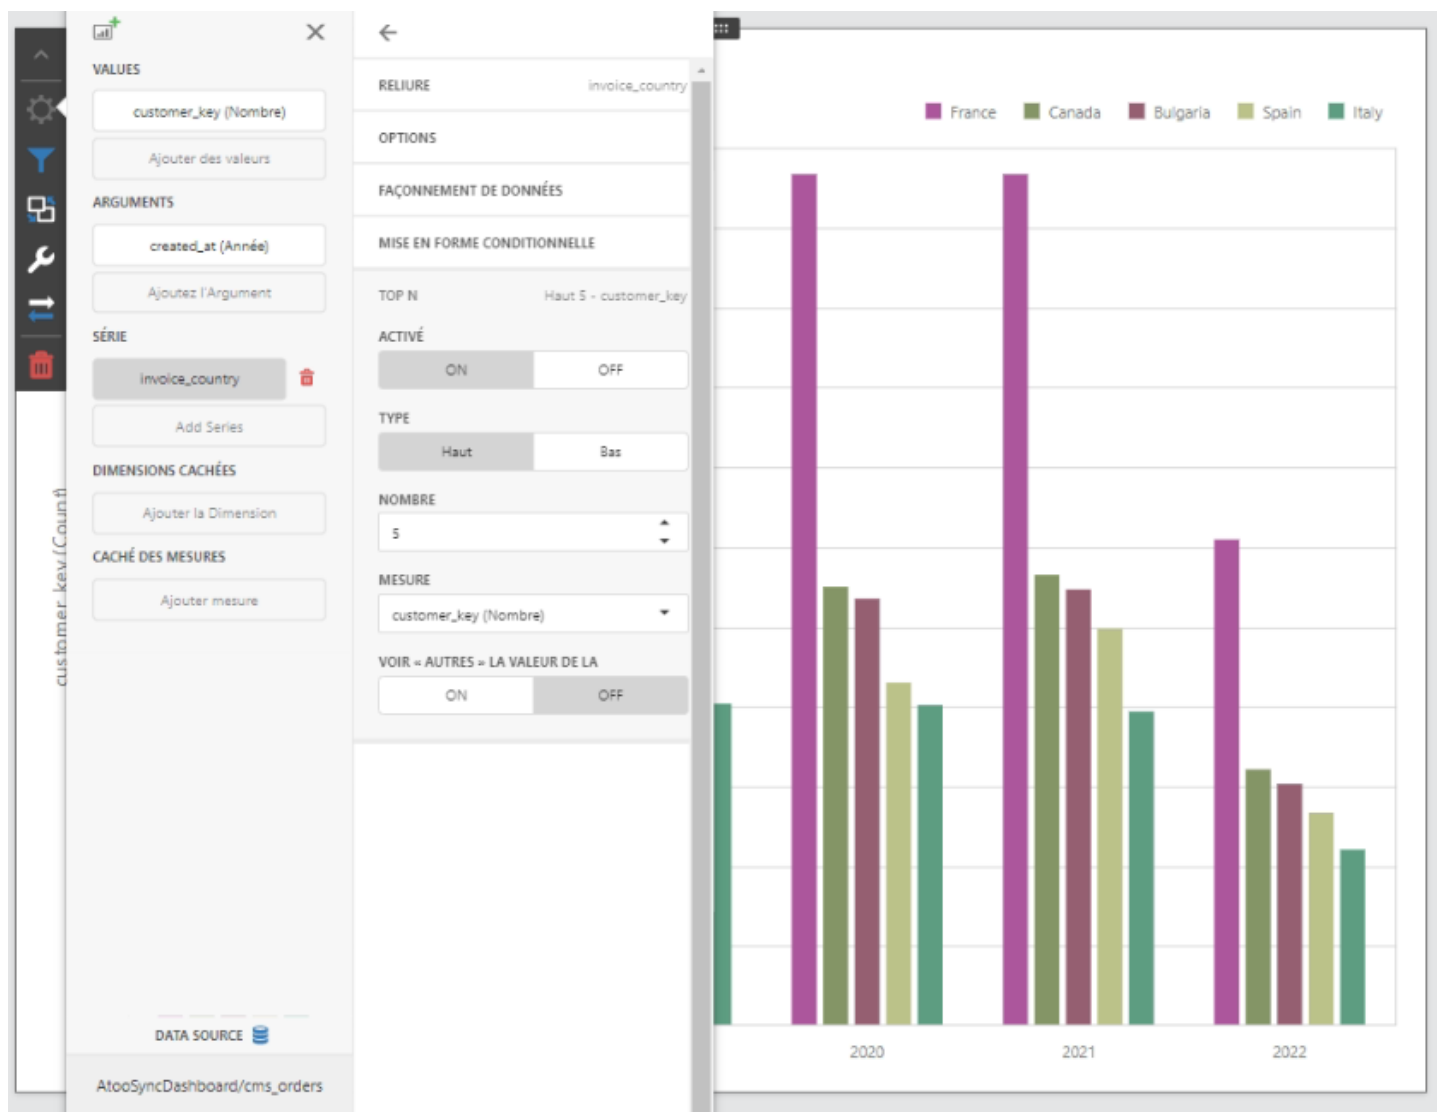 VALUES
customer_key (Nombre)
Ajouter des valeurs
ARGUMENTS
created_at (Année)
Ajoutez l'Argument
SÉRIE
invoice_country
Add Series
DIMENSIONS CACHÉES
Ajouter la Dimension
CACHÉ DES MESURES
Ajouter mesure
DATA SOURCE
AtooSyncDashboard/cms_orders
RELIURE invoice_country
OPTIONS
FAÇONNEMENT DE DONNÉES
MISE EN FORME CONDITIONNELLE
TOP N Haut 5 - customer_key
ACTIVÉ
ON OFF
TYPE
Haut Bas
NOMBRE
5
MESURE
customer_key (Nombre)
VOIR « AUTRES » LA VALEUR DE LA
ON OFF
customer_key (Count)
France Canada Bulgaria Spain Italy
2020 2021 2022